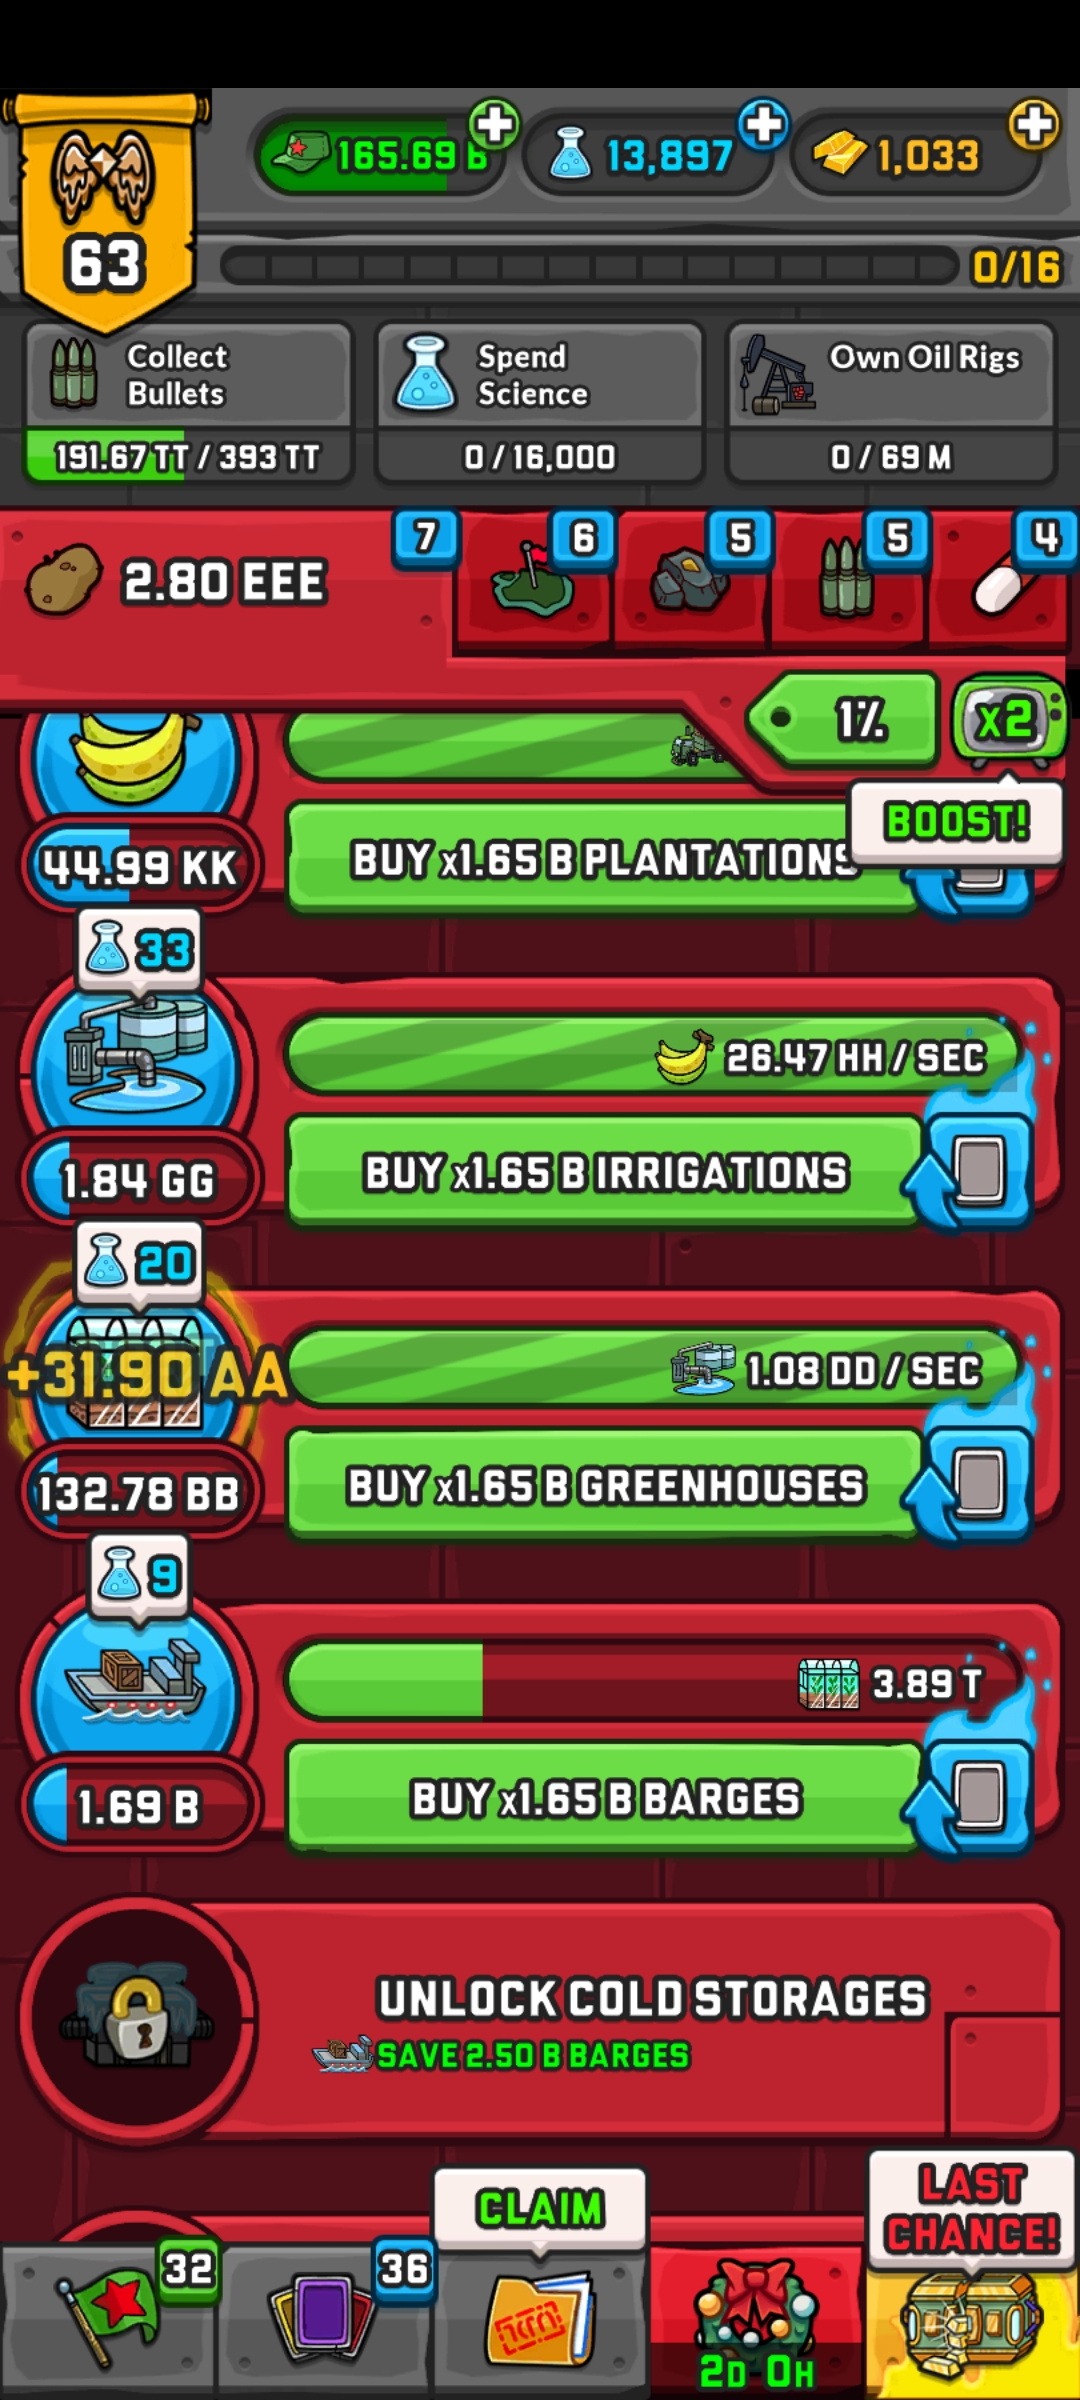 165.69 B
13,897
1,033
63
0/16
Collect
Bullets
191.67 TT / 393 TT
Spend
Science
0 / 16,000
Own Oil Rigs
0 / 69 M
2.80 EEE
7
6
5
5
4
1%
x2
BOOST!
44.99 KK
BUY x1.65 B PLANTATIONS
33
26.47 HH / SEC
1.84 GG
BUY x1.65 B IRRIGATIONS
20
+31.90 AA
1.08 DD / SEC
132.78 BB
BUY x1.65 B GREENHOUSES
9
3.89 T
1.69 B
BUY x1.65 B BARGES
UNLOCK COLD STORAGES
SAVE 2.50 B BARGES
32
36
CLAIM
2D 0H
LAST
CHANCE!